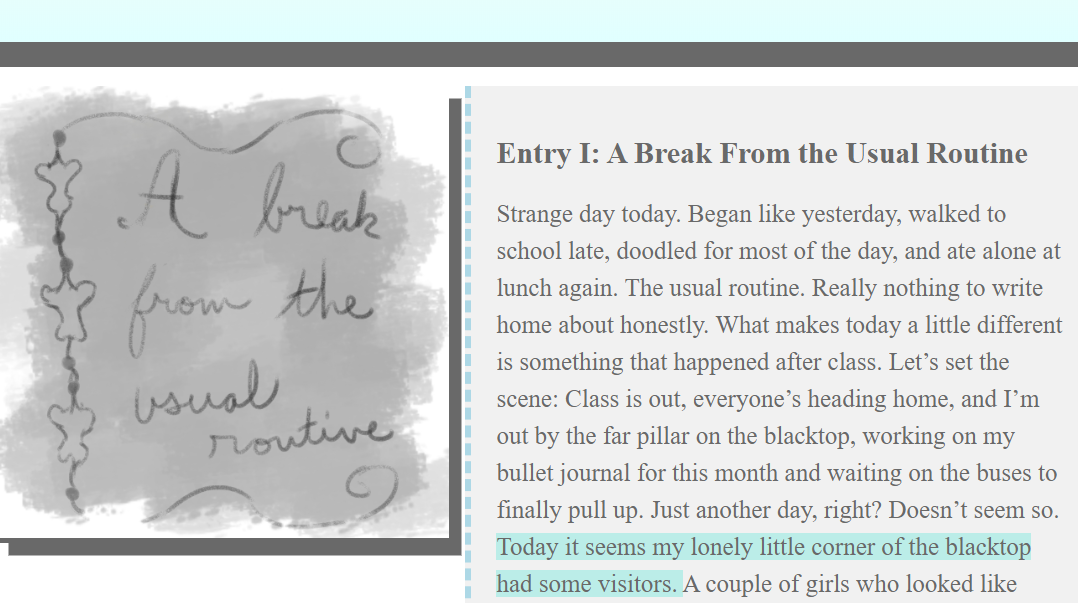 A break
from the
usual
routine
Entry I: A Break From the Usual Routine
Strange day today. Began like yesterday, walked to
school late, doodled for most of the day, and ate alone at
lunch again. The usual routine. Really nothing to write
home about honestly. What makes today a little different
is something that happened after class. Let’s set the
scene: Class is out, everyone’s heading home, and I’m
out by the far pillar on the blacktop, working on my
bullet journal for this month and waiting on the buses to
finally pull up. Just another day, right? Doesn’t seem so.
Today it seems my lonely little corner of the blacktop
had some visitors. A couple of girls who looked like